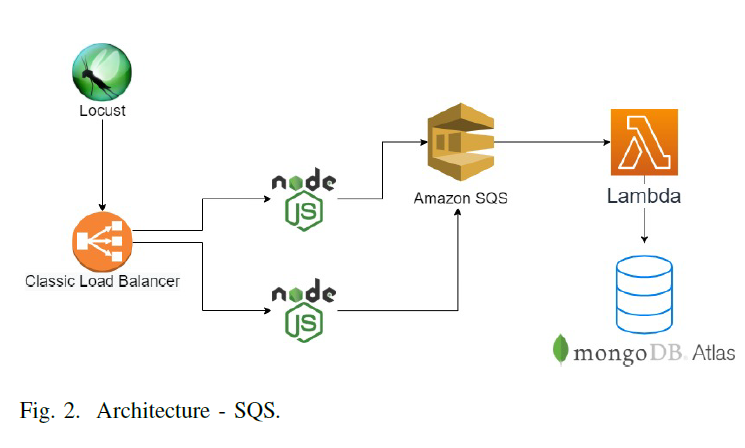 Locust
node
JS
Amazon SQS
Lambda
Classic Load Balancer
node
JS
mongoDB. Atlas
Fig. 2. Architecture - SQS.